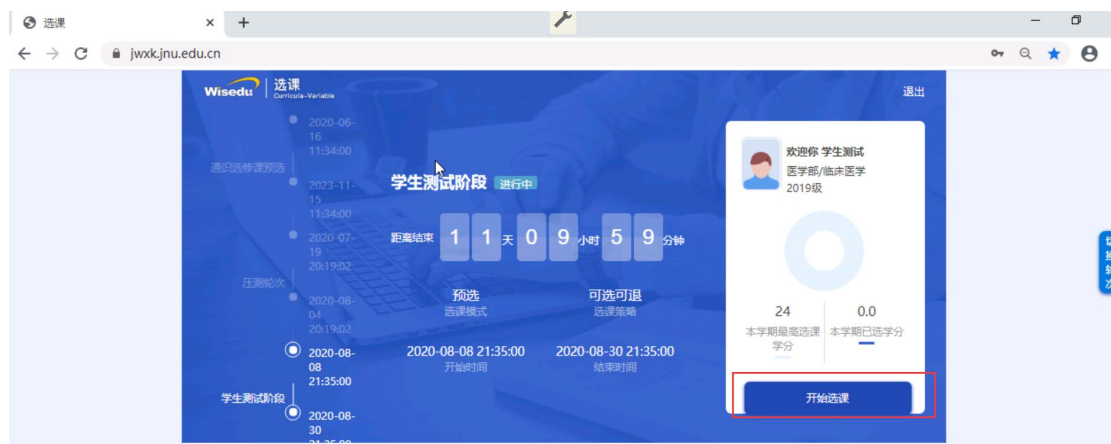 选课
jwxk.jnu.edu.cn
Wisedu
选课
Curricula-Variable
退出
2020-06-
16
11:34:00
通识选修课预选
2023-11-
15
11:34:00
2020-07-
19
20:19:02
压测轮次
2020-08-
04
20:19:02
2020-08-
08
21:35:00
学生测试阶段
2020-08-
30
21:35:00
学生测试阶段 进行中
距离结束 1 1 天 0 9 小时 5 9 分钟
预选 可选可退
选课模式 选课策略
2020-08-08 21:35:00 2020-08-30 21:35:00
开始时间 结束时间
欢迎你 学生测试
医学部/临床医学
2019级
24 0.0
本学期最高选课 本学期已选学分
学分
开始选课
切
换
轮
次